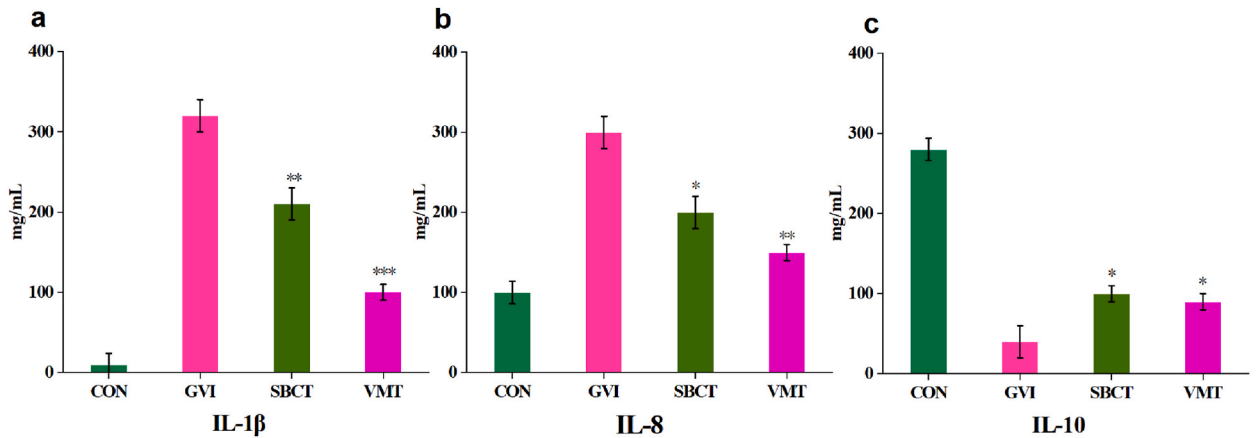 a
400
300
200
100
0
mg/mL
**
***
CON GVI SBCT VMT
IL-1β
b
400
300
200
100
0
mg/mL
*
**
CON GVI SBCT VMT
IL-8
c
400
300
200
100
0
mg/mL
*
*
CON GVI SBCT VMT
IL-10